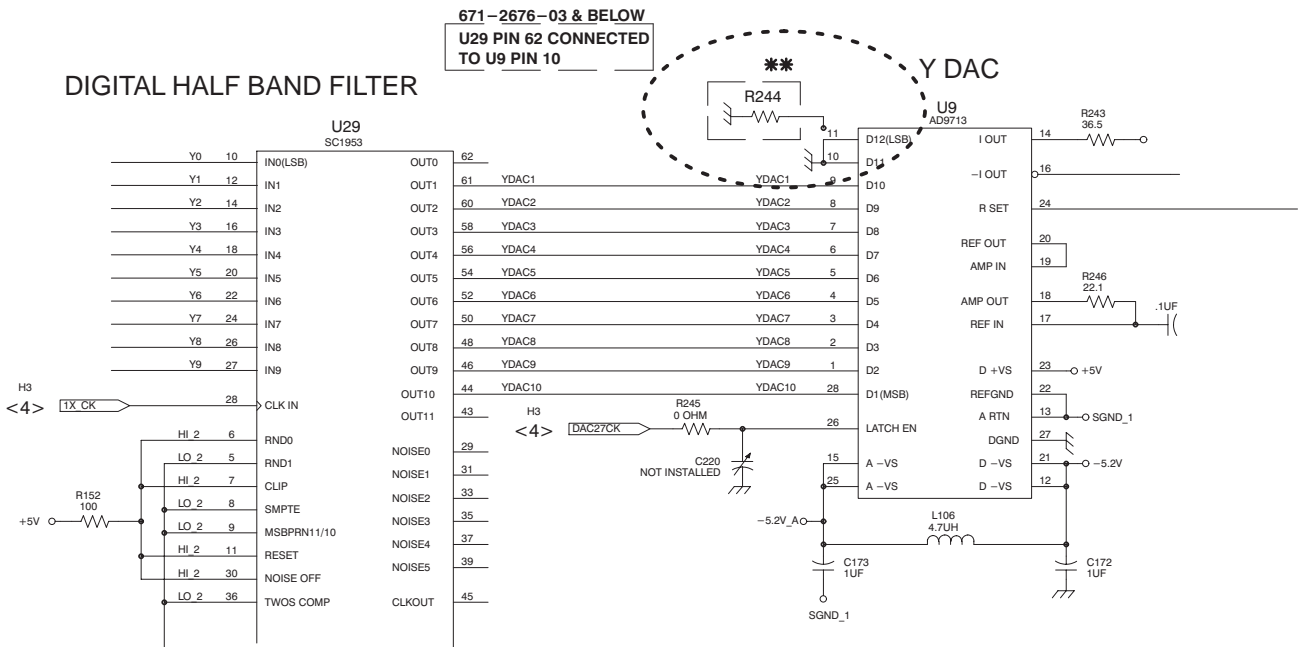 671-2676-03 & BELOW
U29 PIN 62 CONNECTED
TO U9 PIN 10
DIGITAL HALF BAND FILTER
**
Y DAC
R244
U29
SC1953
U9
AD9713
R243
36.5
Y0 10 IN0(LSB) OUT0 62
11 D12(LSB) I OUT 14
10 D11
Y1 12 IN1 OUT1 61 YDAC1 YDAC1 9 D10 -I OUT 16
Y2 14 IN2 OUT2 60 YDAC2 YDAC2 8 D9 R SET 24
Y3 16 IN3 OUT3 58 YDAC3 YDAC3 7 D8
Y4 18 IN4 OUT4 56 YDAC4 YDAC4 6 D7 REF OUT 20
Y5 20 IN5 OUT5 54 YDAC5 YDAC5 5 D6 AMP IN 19
Y6 22 IN6 OUT6 52 YDAC6 YDAC6 4 D5 AMP OUT 18
R246
22.1
.1UF
Y7 24 IN7 OUT7 50 YDAC7 YDAC7 3 D4 REF IN 17
Y8 26 IN8 OUT8 48 YDAC8 YDAC8 2 D3
Y9 27 IN9 OUT9 46 YDAC9 YDAC9 1 D2 D +VS 23 +5V
OUT10 44 YDAC10 YDAC10 28 D1(MSB) REFGND 22
H3
<4> 1X_CK 28 CLK IN OUT11 43
A RTN 13 SGND_1
H3
<4> DAC27CK
R245
0 OHM
26 LATCH EN DGND 27
HI_2 6 RND0 NOISE0 29
LO_2 5 RND1 NOISE1 31
C220
NOT INSTALLED
15 A -VS D -VS 21 -5.2V
25 A -VS D -VS 12
HI_2 7 CLIP NOISE2 33
LO_2 8 SMPTE NOISE3 35
R152
100
+5V
LO_2 9 MSBPRN11/10 NOISE4 37
-5.2V_A
L106
4.7UH
HI_2 11 RESET NOISE5 39
HI_2 30 NOISE OFF
C173
1UF
C172
1UF
LO_2 36 TWOS COMP CLKOUT 45
SGND_1